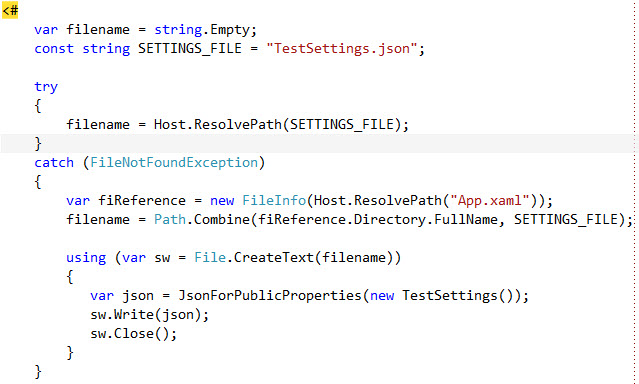 <#
var filename = string.Empty;
const string SETTINGS_FILE = "TestSettings.json";
try
{
filename = Host.ResolvePath(SETTINGS_FILE);
}
catch (FileNotFoundException)
{
var fiReference = new FileInfo(Host.ResolvePath("App.xaml"));
filename = Path.Combine(fiReference.Directory.FullName, SETTINGS_FILE);
using (var sw = File.CreateText(filename))
{
var json = JsonForPublicProperties(new TestSettings());
sw.Write(json);
sw.Close();
}
}